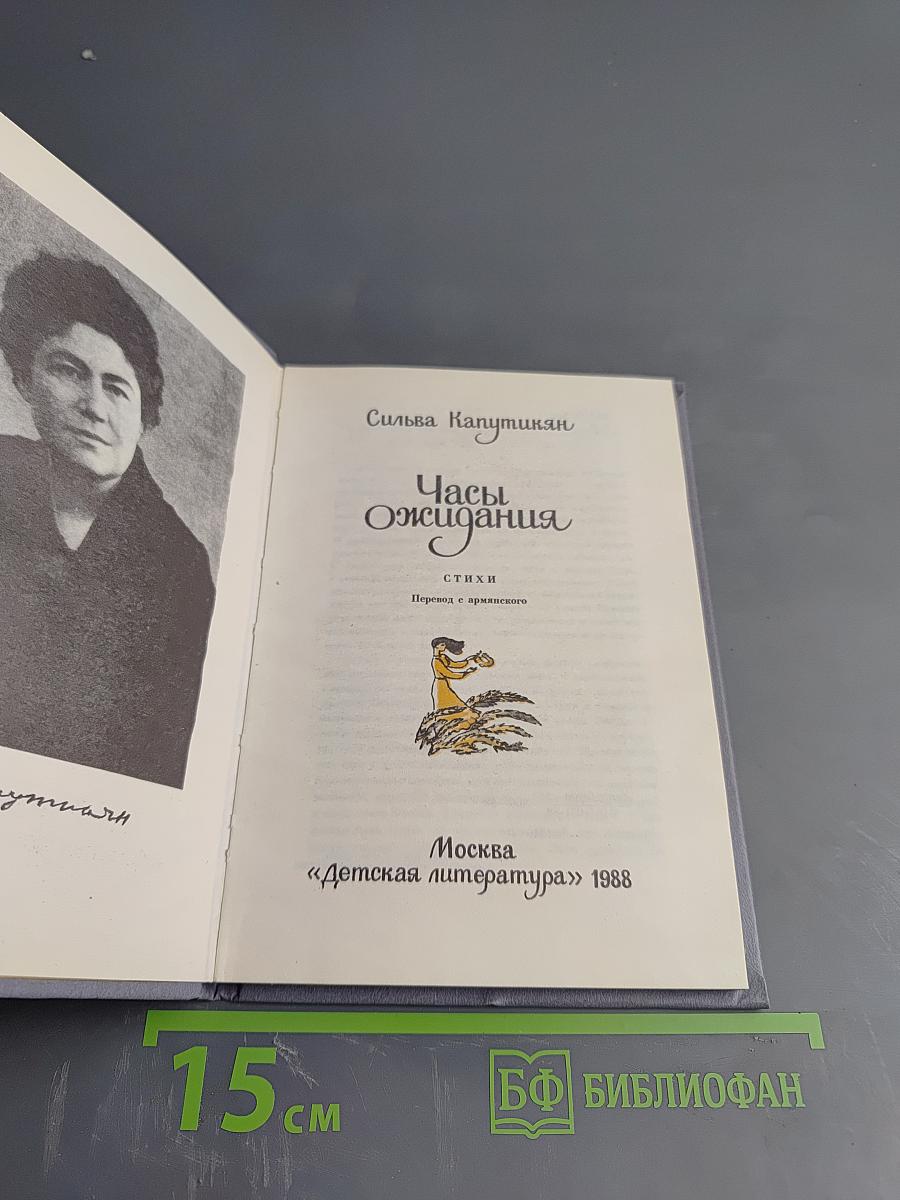 Сильва Капутикян
Часы
ожидания
СТИХИ
Перевод с армянского
Москва
«Детская литература» 1988
15 см
БФ БИБЛИОФАН